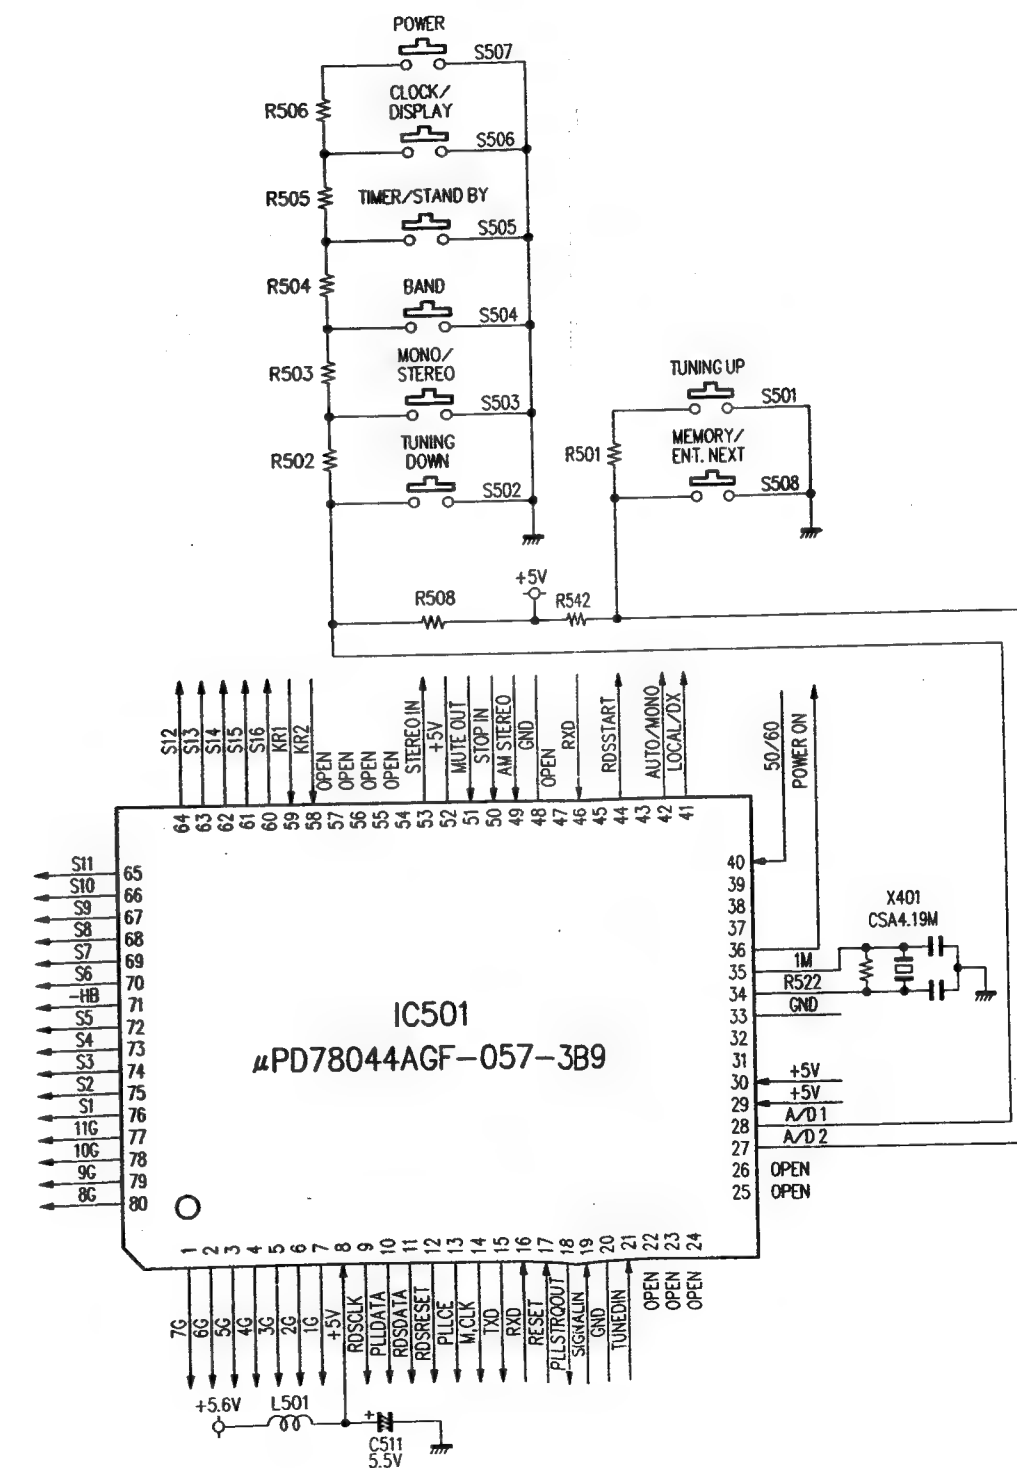 POWER
S507
R506
CLOCK/
DISPLAY
S506
R505
TIMER/STAND BY
S505
R504
BAND
S504
R503
MONO/
STEREO
S503
R502
TUNING
DOWN
S502
TUNING UP
S501
R501
MEMORY/
ENT. NEXT
S508
+5V
R508
R542
S12
S13
S14
S15
S16
KR1
KR2
OPEN
OPEN
OPEN
OPEN
STEREO IN
+5V
MUTE OUT
STOP IN
AM STEREO
GND
OPEN
RXD
RDSSTART
AUTO/MONO
LOCAL/DX
50/60
POWER ON
64
63
62
61
60
59
58
57
56
55
54
53
52
51
50
49
48
47
46
45
44
43
42
41
S11 65
S10 66
S9 67
S8 68
S7 69
S6 70
-HB 71
S5 72
S4 73
S3 74
S2 75
S1 76
11G 77
10G 78
9G 79
8G 80
IC501
μPD78044AGF-057-3B9
40
39
38
37
36
35 1M
34 R522
33 GND
32
31
30 +5V
29 +5V
28 A/D 1
27 A/D 2
26 OPEN
25 OPEN
X401
CSA4.19M
1
2
3
4
5
6
7
8
9
10
11
12
13
14
15
16
17
18
19
20
21
22
23
24
7G
6G
5G
4G
3G
2G
1G
+5V
RDSCLK
PLLDATA
RDSDATA
RDSRESET
PLLCE
M,CLK
TXD
RXD
RESET
PLLSTRQOUT
SIGNALIN
GND
TUNEDIN
OPEN
OPEN
OPEN
+5.6V
L501
+
C511
5.5V